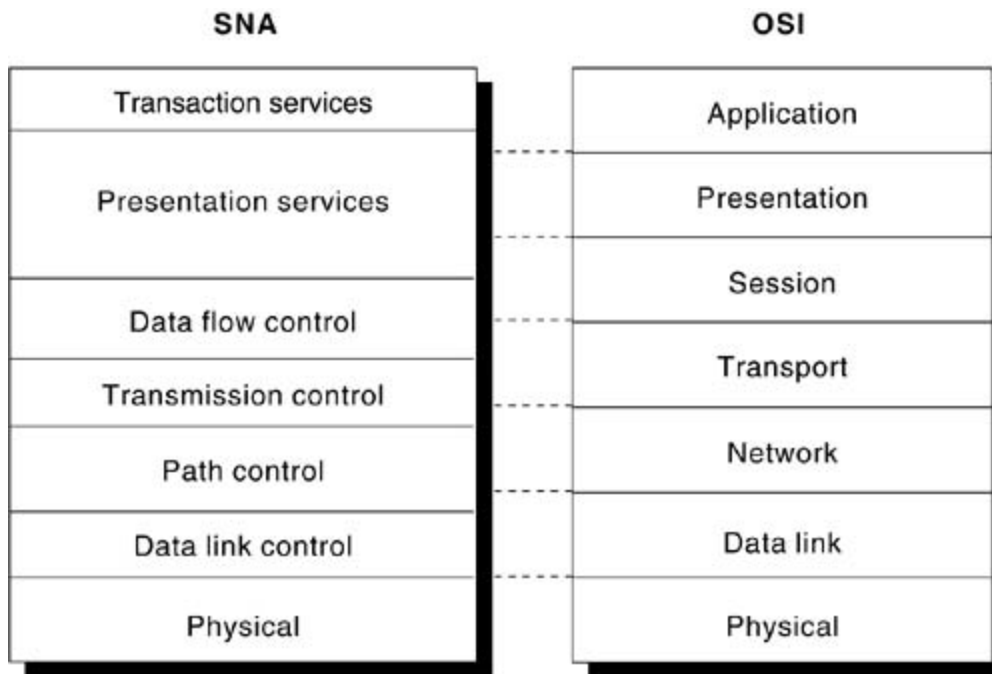 SNA
Transaction services
Presentation services
Data flow control
Transmission control
Path control
Data link control
Physical
OSI
Application
Presentation
Session
Transport
Network
Data link
Physical